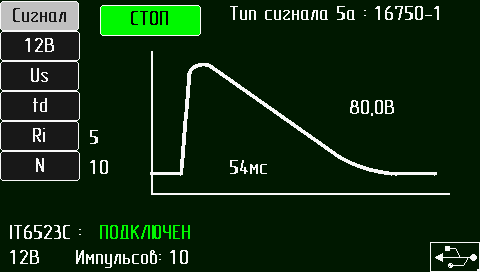 Сигнал
СТОП
Тип сигнала 5а : 16750-1
12В
Us
td
Ri 5
N 10
80,0В
54мс
IT6523C : ПОДКЛЮЧЕН
12В Импульсов: 10